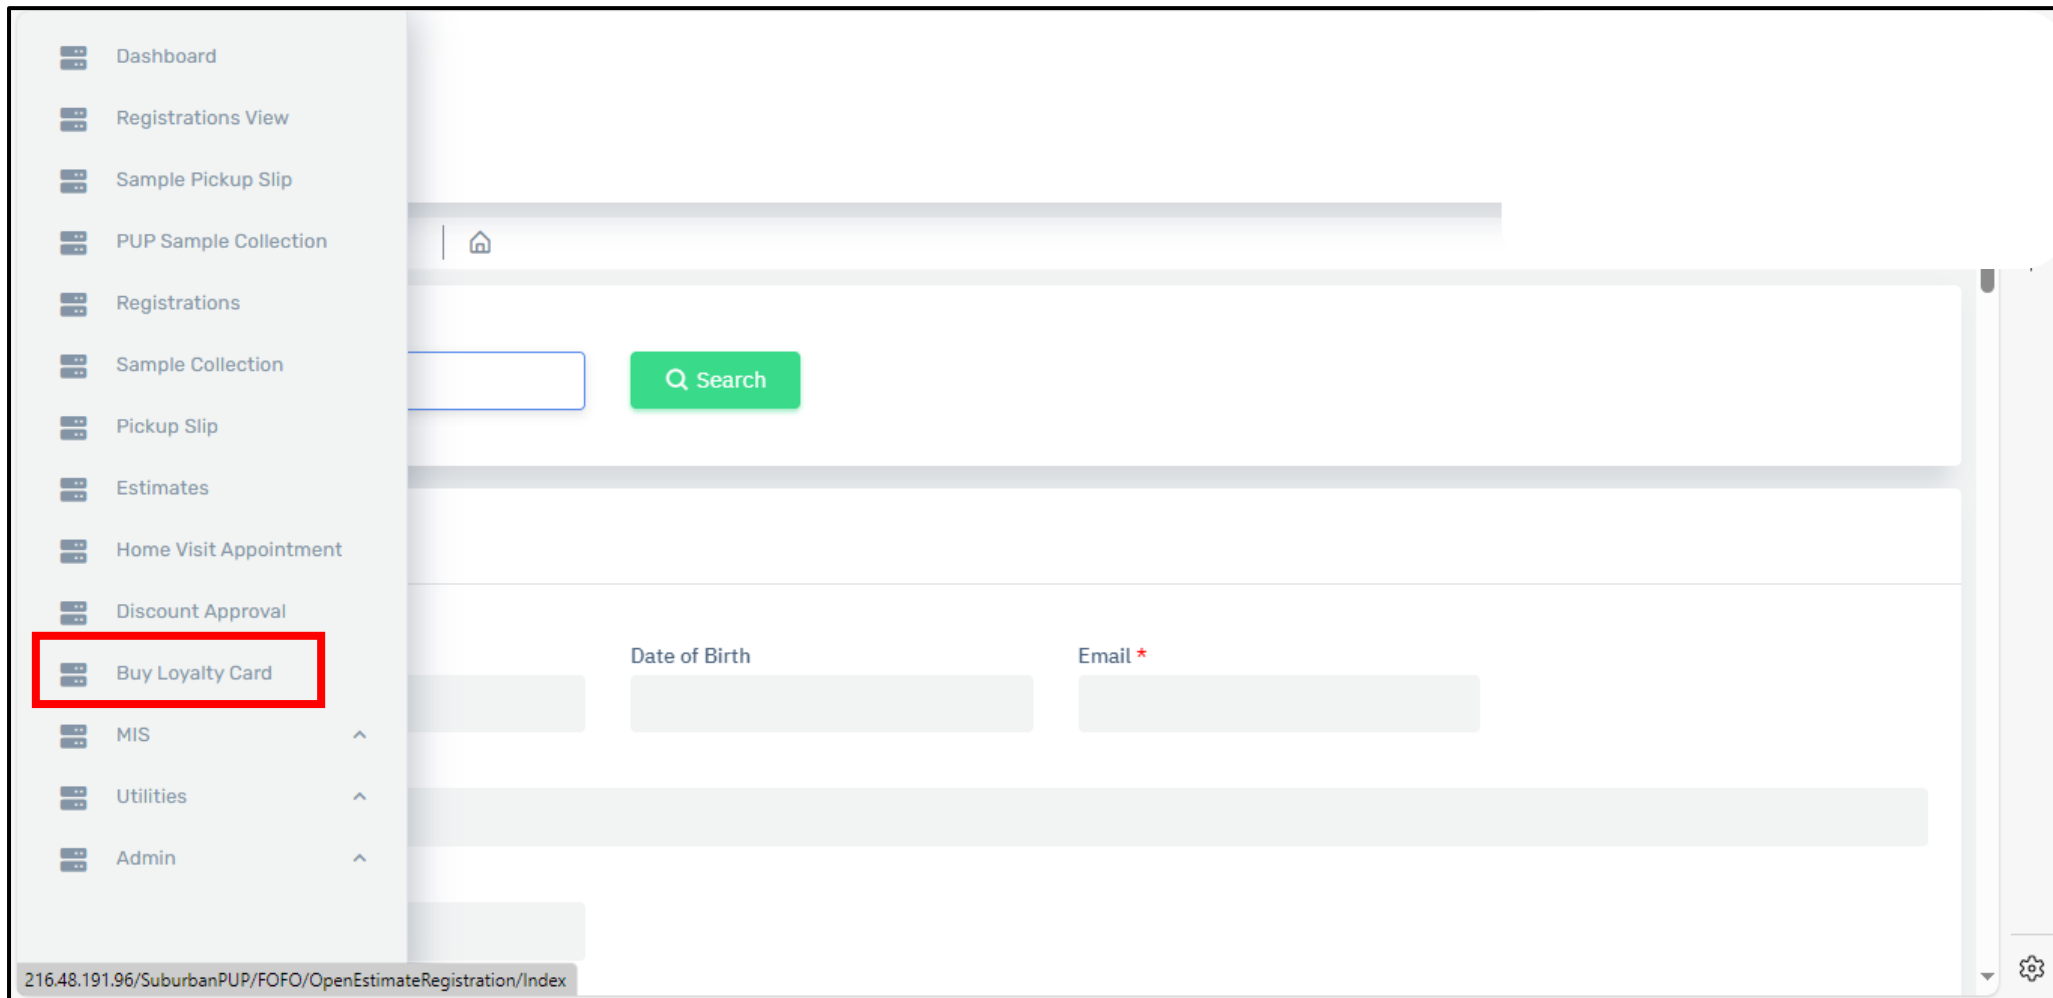 Dashboard
Registrations View
Sample Pickup Slip
PUP Sample Collection
Registrations
Sample Collection
Pickup Slip
Estimates
Home Visit Appointment
Discount Approval
Buy Loyalty Card
MIS
Utilities
Admin
Search
Date of Birth
Email *
216.48.191.96/SuburbanPUP/FOFO/OpenEstimateRegistration/Index